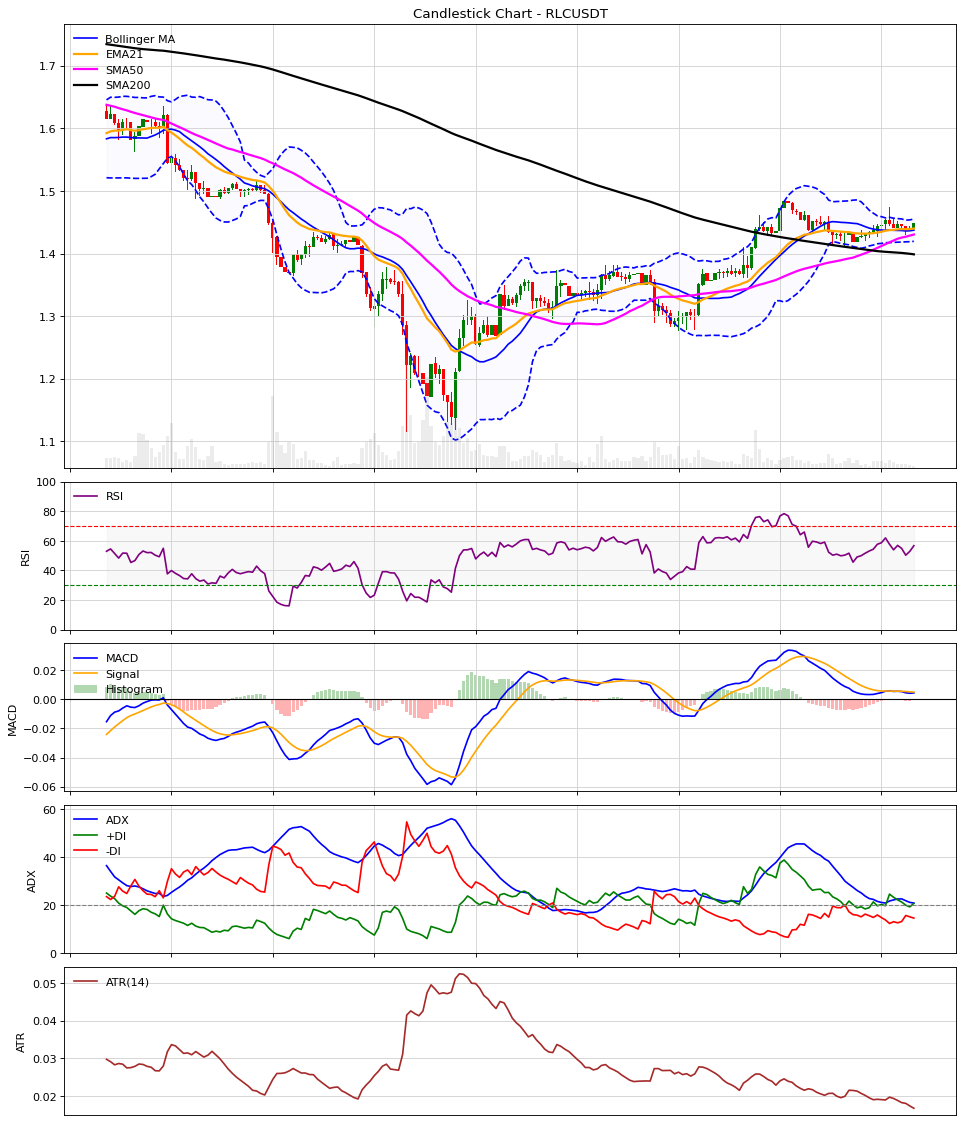 Candlestick Chart - RLCUSDT
Bollinger MA
EMA21
SMA50
SMA200
1.7
1.6
1.5
1.4
1.3
1.2
1.1
RSI
RSI
100
80
60
40
20
0
MACD
Signal
Histogram
MACD
0.02
0.00
−0.02
−0.04
−0.06
ADX
+DI
-DI
ADX
60
40
20
0
ATR(14)
ATR
0.05
0.04
0.03
0.02